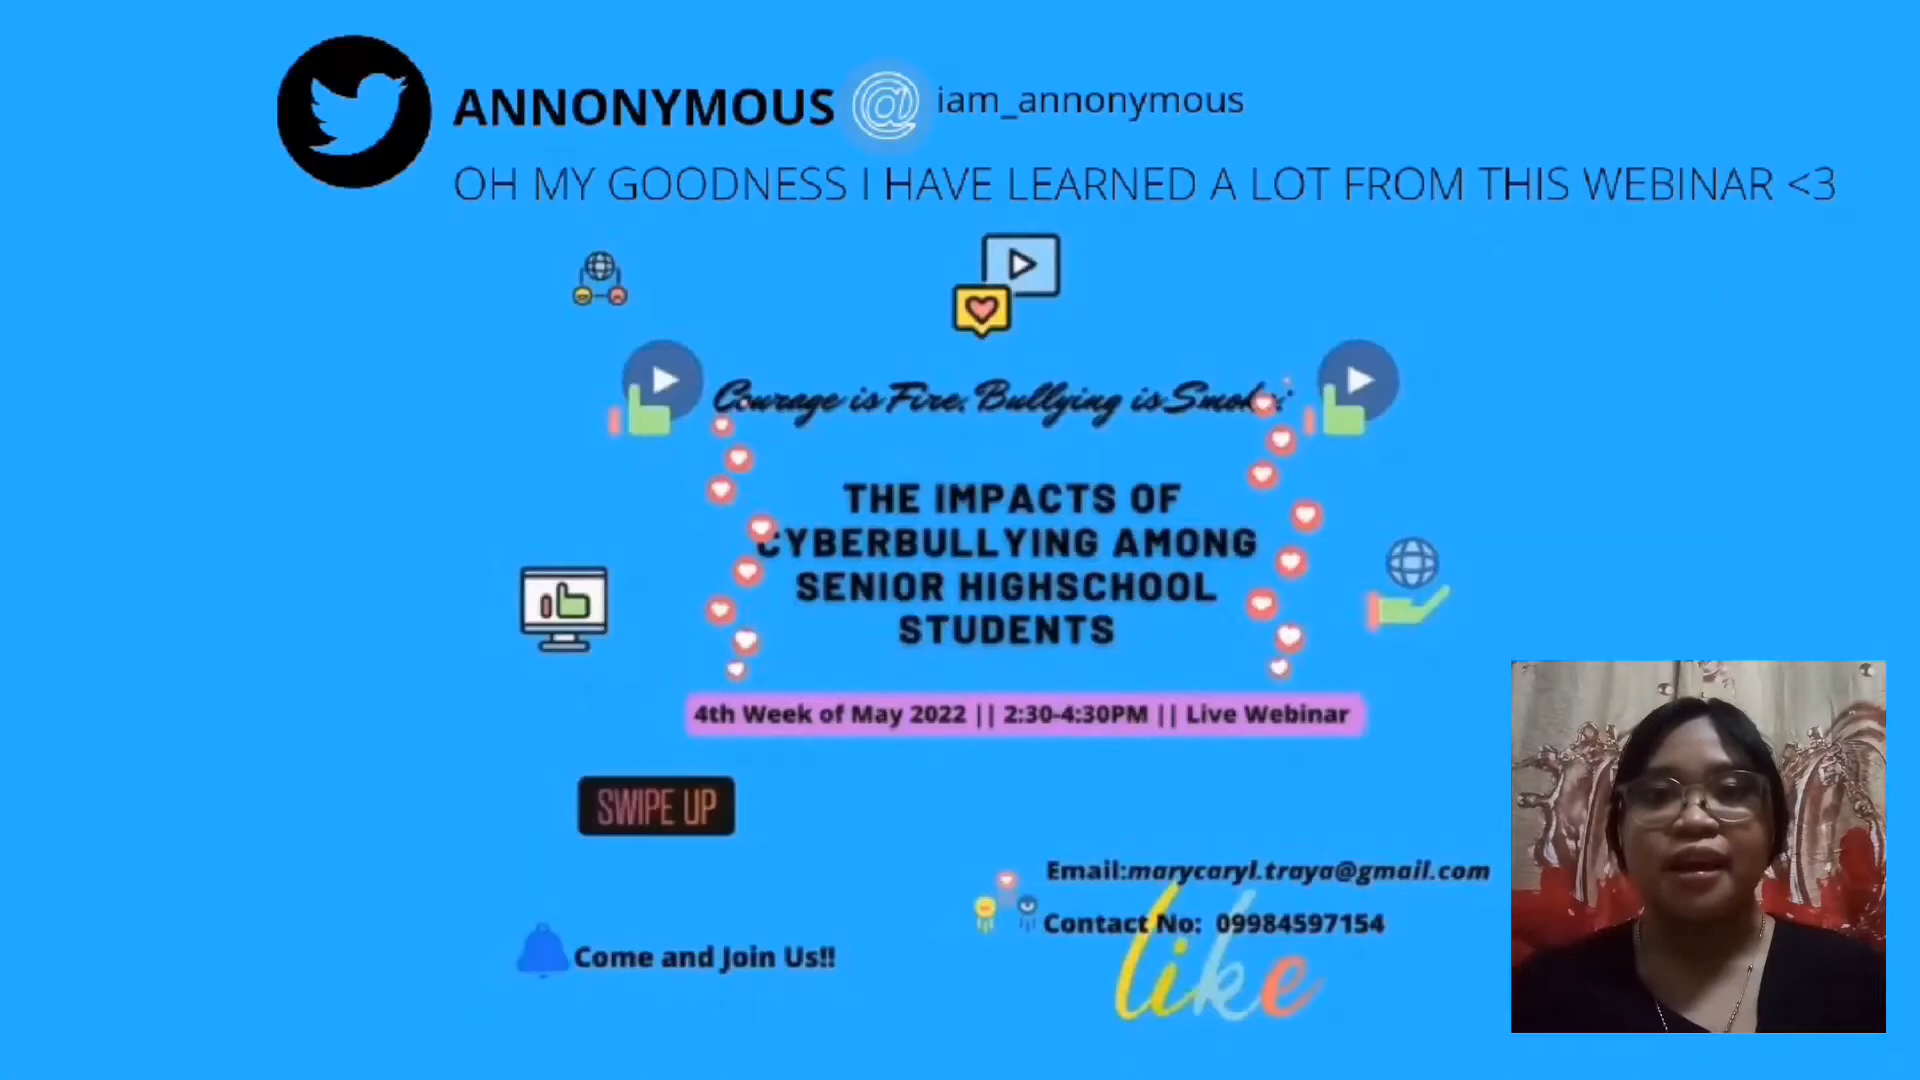 ANNONYMOUS @ iam_annonymous
OH MY GOODNESS I HAVE LEARNED A LOT FROM THIS WEBINAR <3
Courage is Fire. Bullying is Smoke.
THE IMPACTS OF
CYBERBULLYING AMONG
SENIOR HIGHSCHOOL
STUDENTS
4th Week of May 2022 || 2:30-4:30PM || Live Webinar
SWIPE UP
Email:marycaryl.traya@gmail.com
Contact No: 09984597154
Come and Join Us!!
like